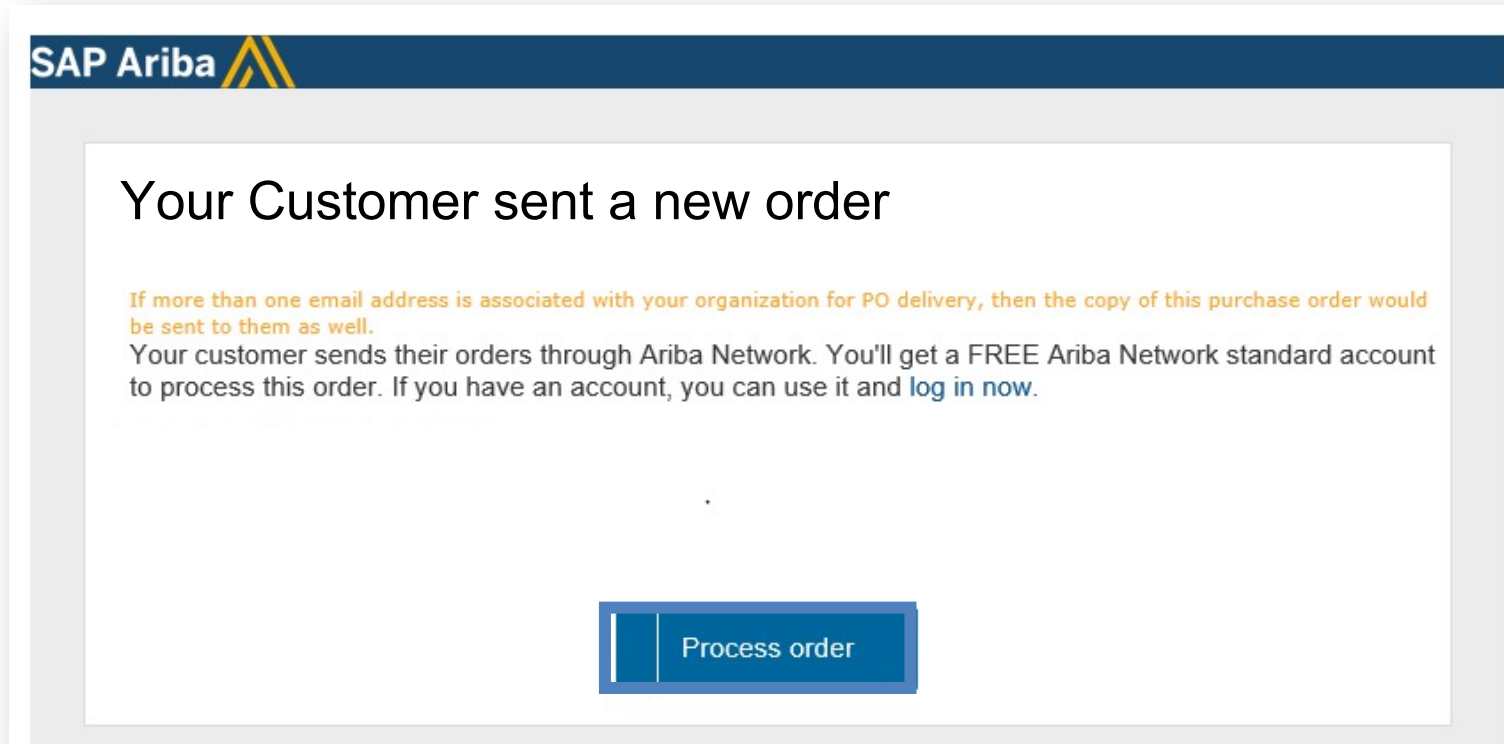 SAP Ariba
Your Customer sent a new order
If more than one email address is associated with your organization for PO delivery, then the copy of this purchase order would
be sent to them as well.
Your customer sends their orders through Ariba Network. You'll get a FREE Ariba Network standard account
to process this order. If you have an account, you can use it and log in now.
Process order